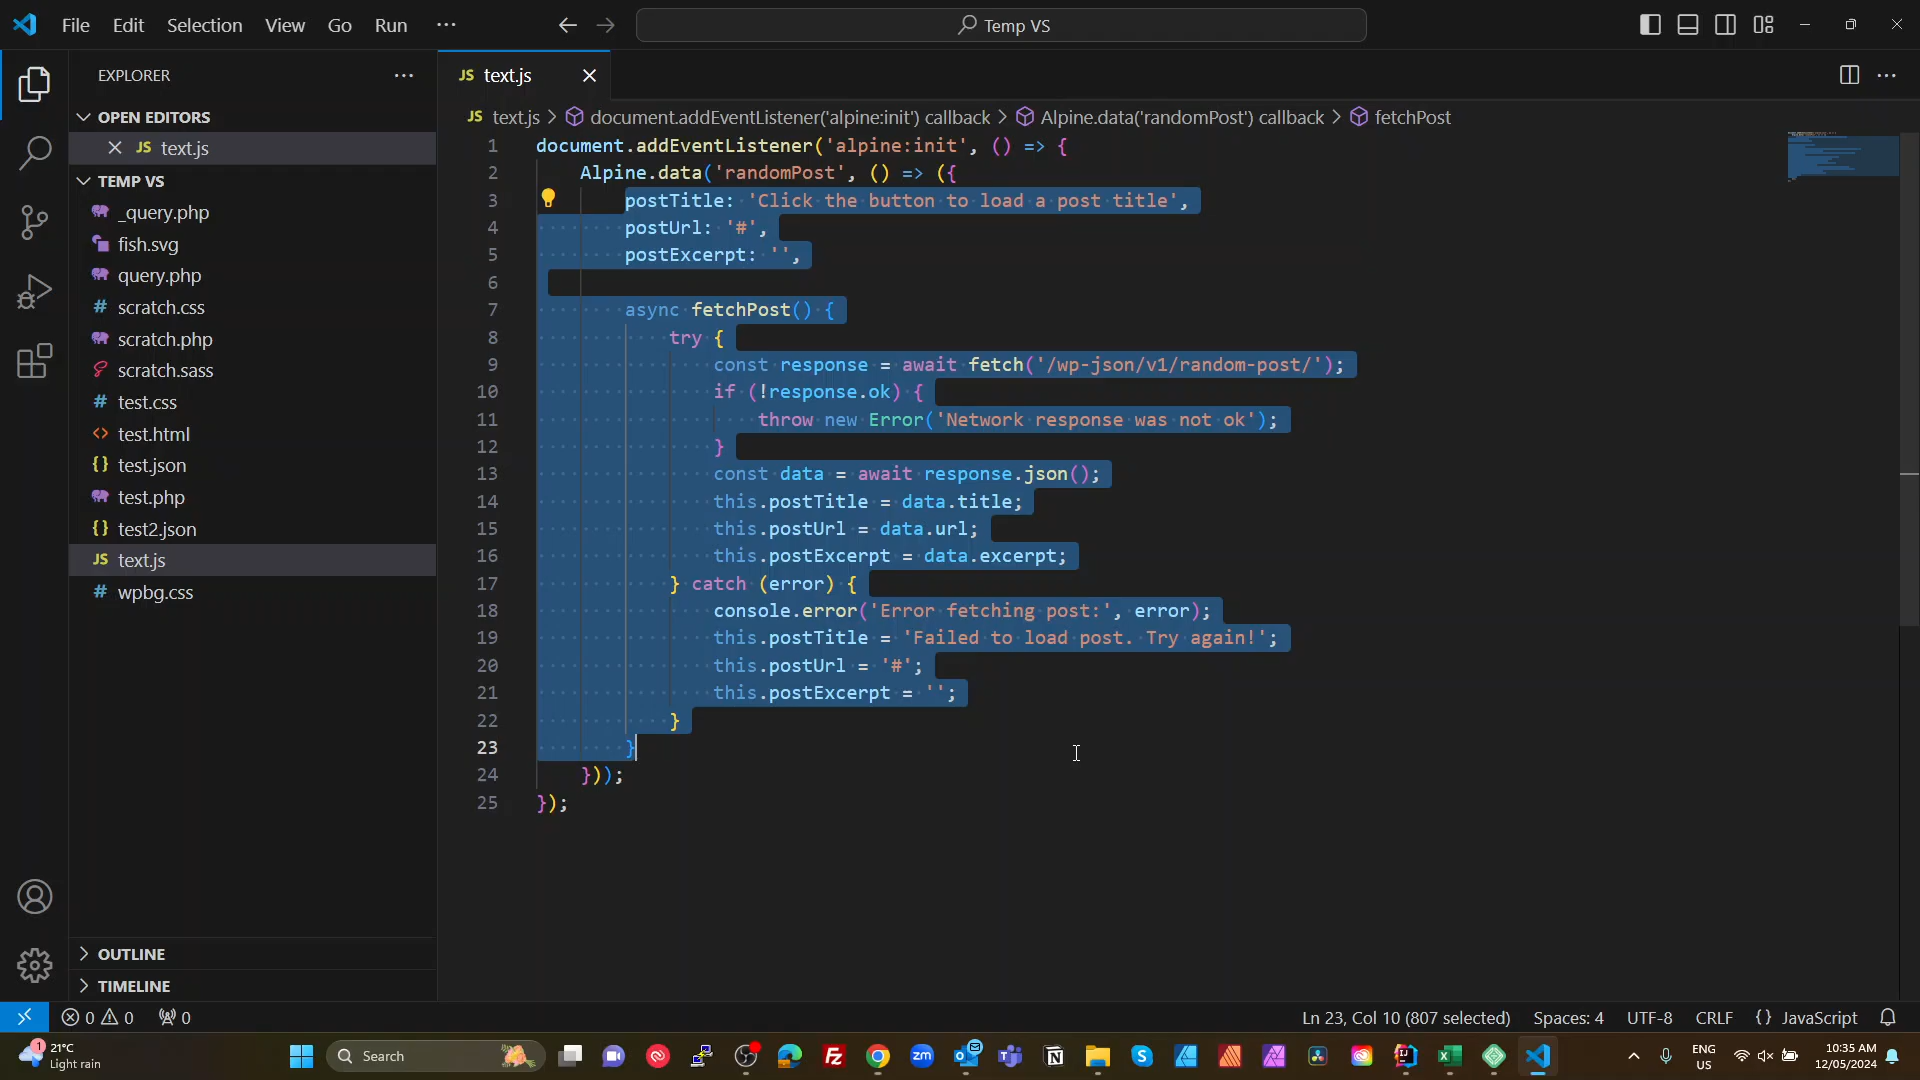 File Edit Selection View Go Run ···
Temp VS
EXPLORER
OPEN EDITORS
JS text.js
TEMP VS
_query.php
fish.svg
query.php
# scratch.css
scratch.php
scratch.sass
# test.css
<> test.html
{} test.json
test.php
{} test2.json
JS text.js
# wpbg.css
OUTLINE
TIMELINE
JS text.js
JS text.js > document.addEventListener('alpine:init') callback > Alpine.data('randomPost') callback > fetchPost
1 document.addEventListener('alpine:init', () => {
2 Alpine.data('randomPost', () => ({
3 postTitle: 'Click the button to load a post title',
4 postUrl: '#',
5 postExcerpt: '',
6
7 async fetchPost() {
8 try {
9 const response = await fetch('/wp-json/v1/random-post/');
10 if (!response.ok) {
11 throw new Error('Network response was not ok');
12 }
13 const data = await response.json();
14 this.postTitle = data.title;
15 this.postUrl = data.url;
16 this.postExcerpt = data.excerpt;
17 } catch (error) {
18 console.error('Error fetching post:', error);
19 this.postTitle = 'Failed to load post. Try again!';
20 this.postUrl = '#';
21 this.postExcerpt = '';
22 }
23 }
24 }));
25 });
0 0 0
Ln 23, Col 10 (807 selected) Spaces: 4 UTF-8 CRLF {} JavaScript
1
21°C
Light rain
Search
zm
ENG
US
10:35 AM
12/05/2024